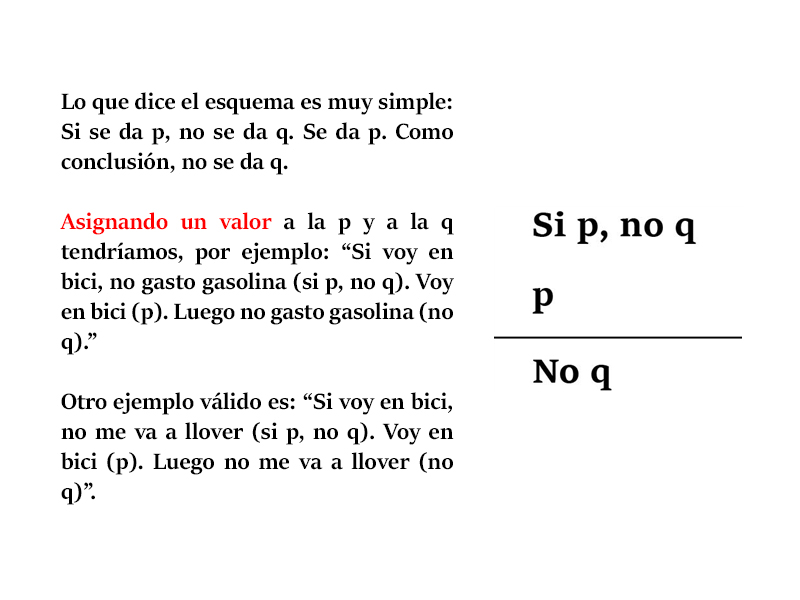 Lo que dice el esquema es muy simple:
Si se da p, no se da q. Se da p. Como
conclusión, no se da q.
Asignando un valor a la p y a la q
tendríamos, por ejemplo: “Si voy en
bici, no gasto gasolina (si p, no q). Voy
en bici (p). Luego no gasto gasolina (no
q).”
Otro ejemplo válido es: “Si voy en bici,
no me va a llover (si p, no q). Voy en
bici (p). Luego no me va a llover (no
q)”.
Si p, no q
p
No q